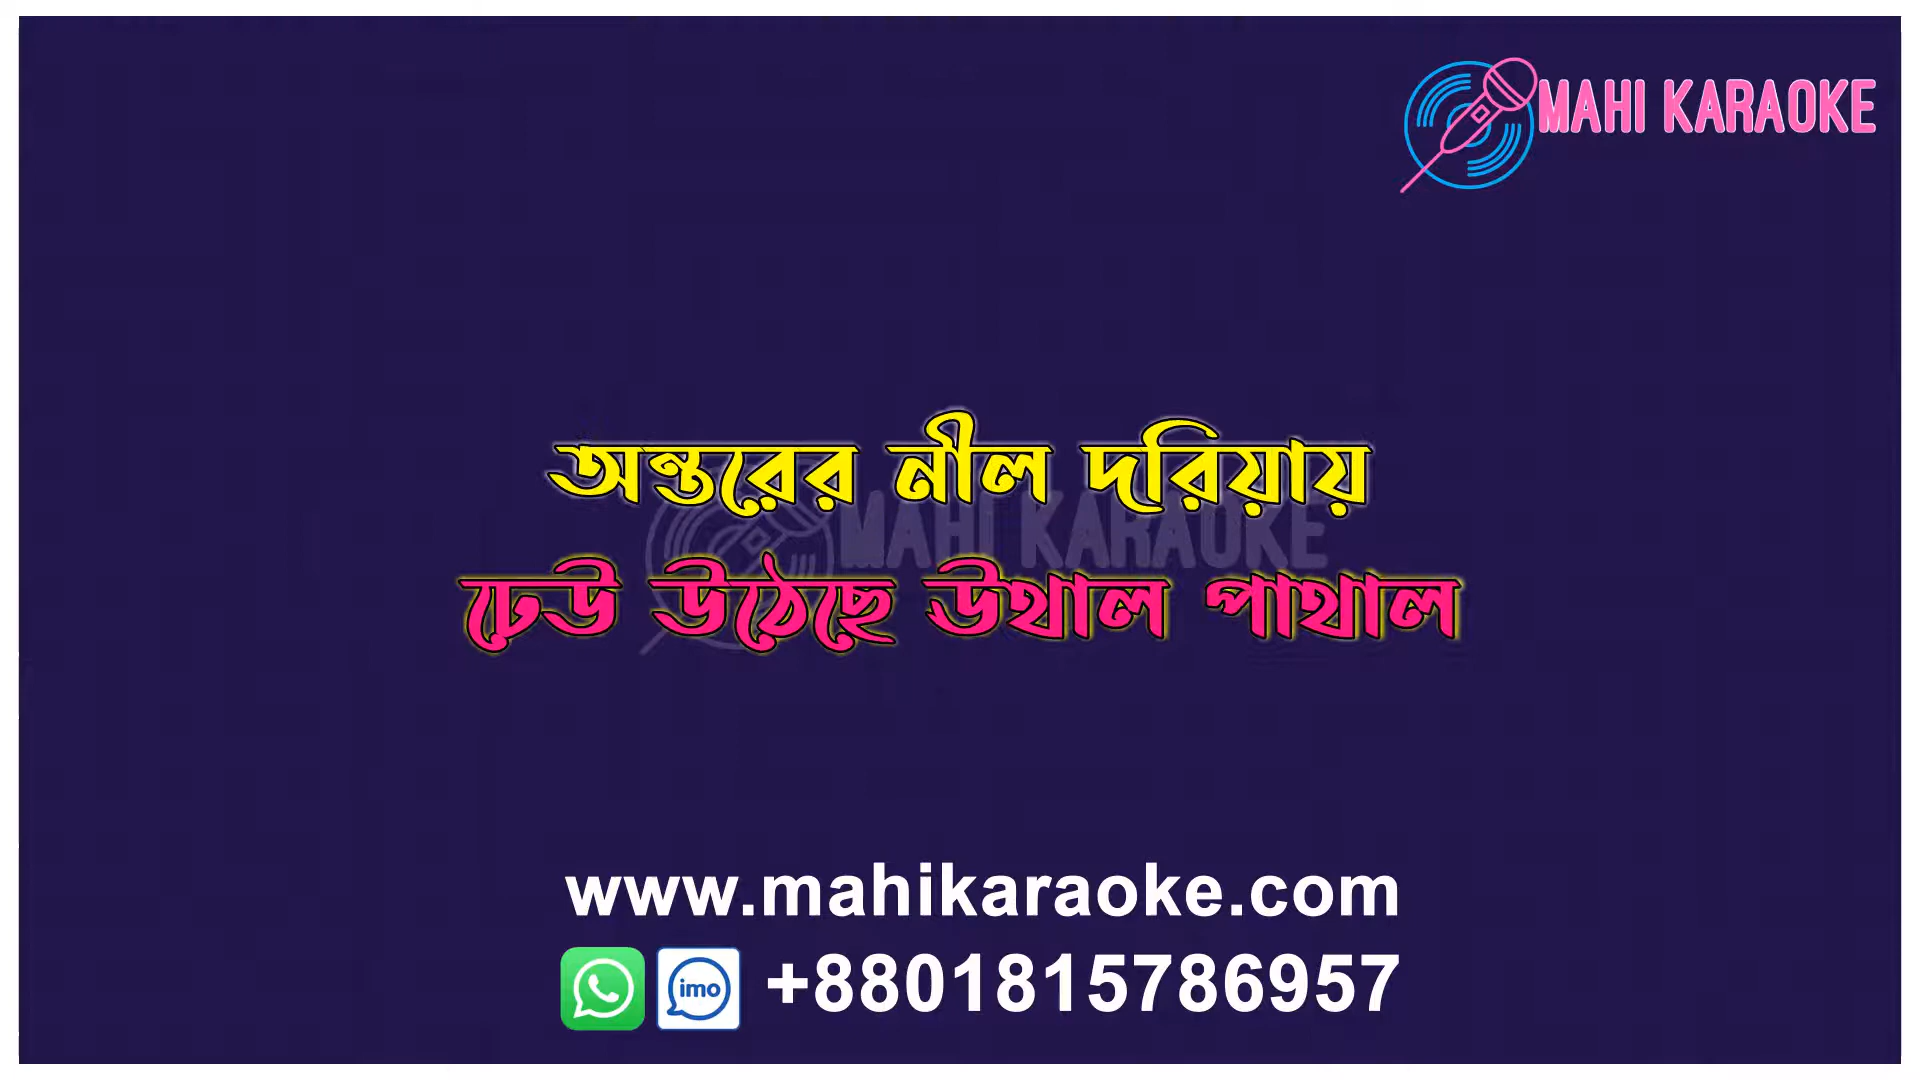 MAHI KARAOKE
অন্তরের নীল দরিয়ায়
MAHI KARAOKE
ঢেউ উঠেছে উথাল পাথাল
www.mahikaraoke.com
imo +8801815786957